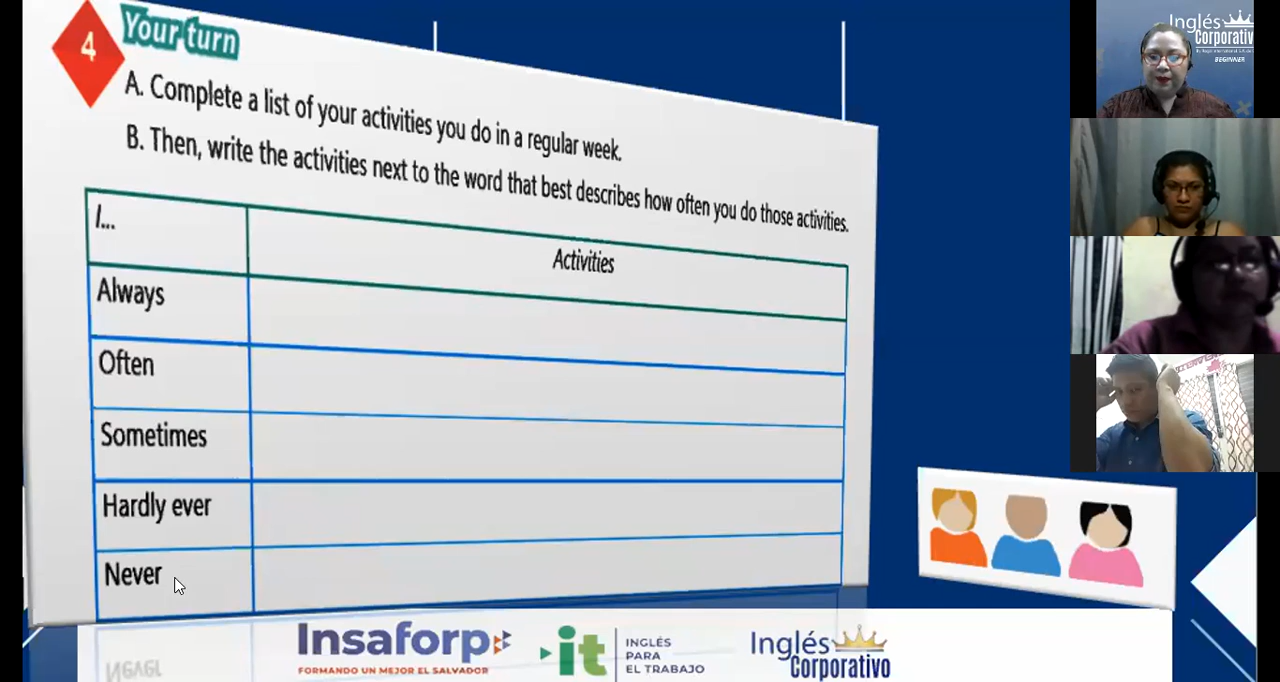 4
Your turn
A. Complete a list of your activities you do in a regular week.
B. Then, write the activities next to the word that best describes how often you do those activities.
I...
Activities
Always
Often
Sometimes
Hardly ever
Never
Insaforp
FORMANDO UN MEJOR EL SALVADOR
it
INGLÉS
PARA
EL TRABAJO
Inglés
Corporativo
Inglés
Corporativ
BEGINNER